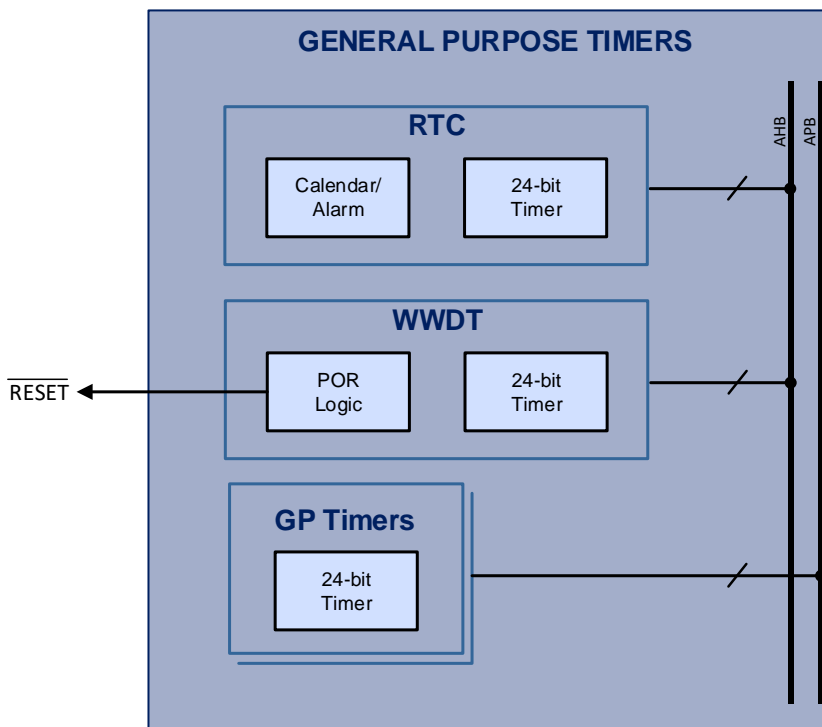 GENERAL PURPOSE TIMERS
AHB
APB
RTC
Calendar/
Alarm
24-bit
Timer
WWDT
RESET
POR
Logic
24-bit
Timer
GP Timers
24-bit
Timer